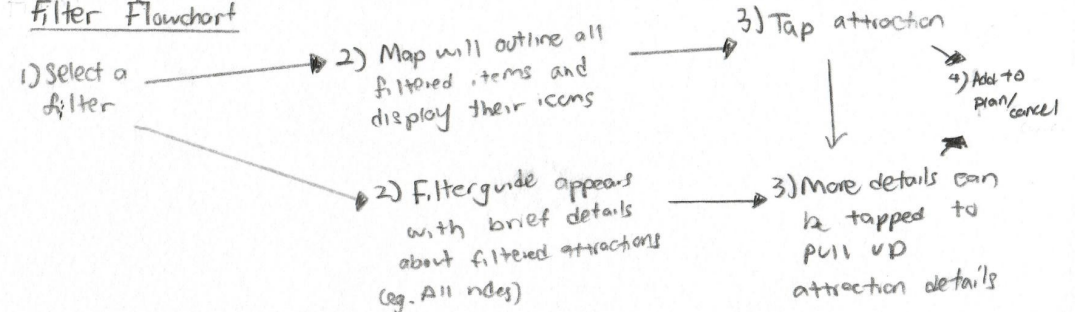 Filter Flowchart
1) Select a
filter
2) Map will outline all
filtered items and
display their icons
3) Tap attraction
4) Add to
plan/
cancel
2) Filterguide appears
with brief details
about filtered attractions
(eg. All rides)
3) More details can
be tapped to
pull up
attraction details